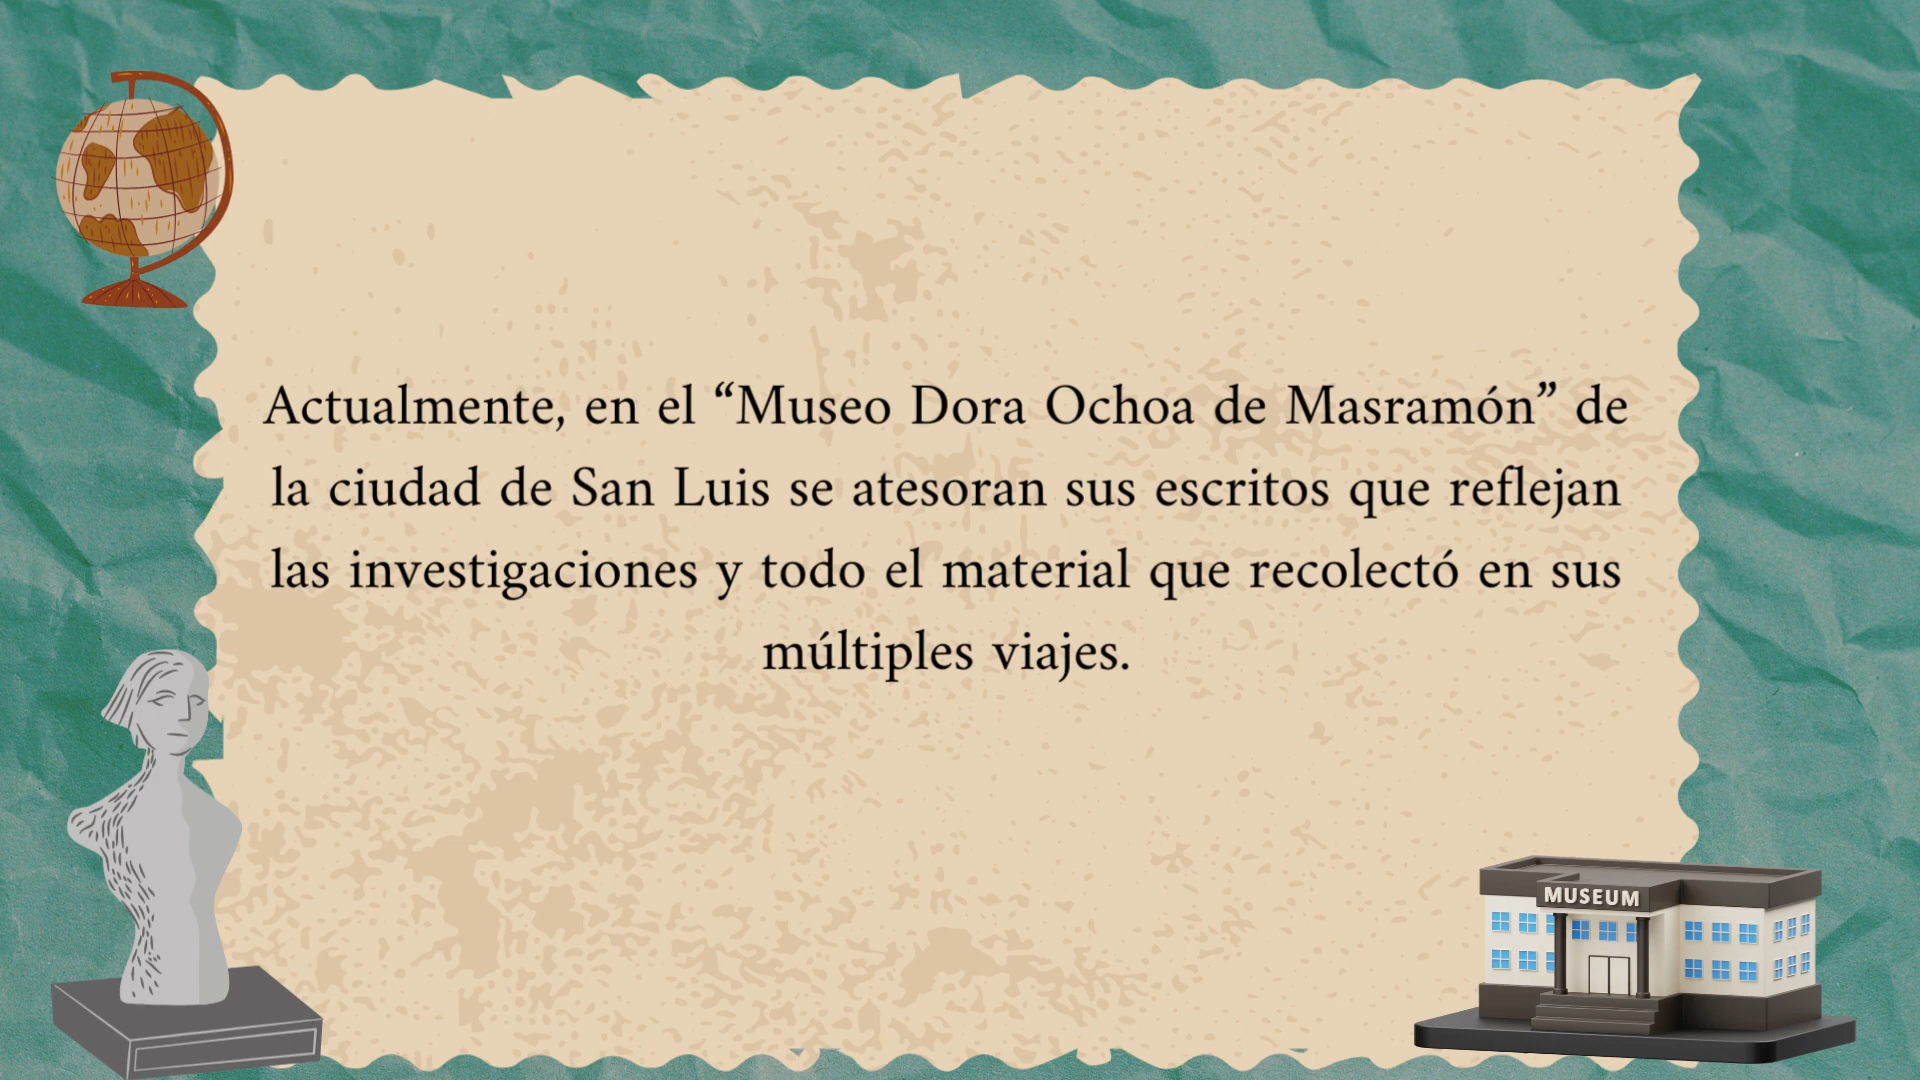 Actualmente, en el “Museo Dora Ochoa de Masramón” de
la ciudad de San Luis se atesoran sus escritos que reflejan
las investigaciones y todo el material que recolectó en sus
múltiples viajes.
MUSEUM